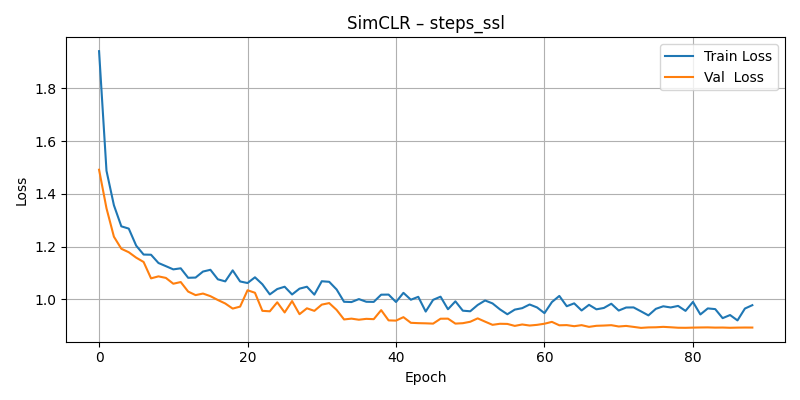 SimCLR – steps_ssl
Train Loss
Val  Loss
Loss
1.8
1.6
1.4
1.2
1.0
0 20 40 60 80
Epoch